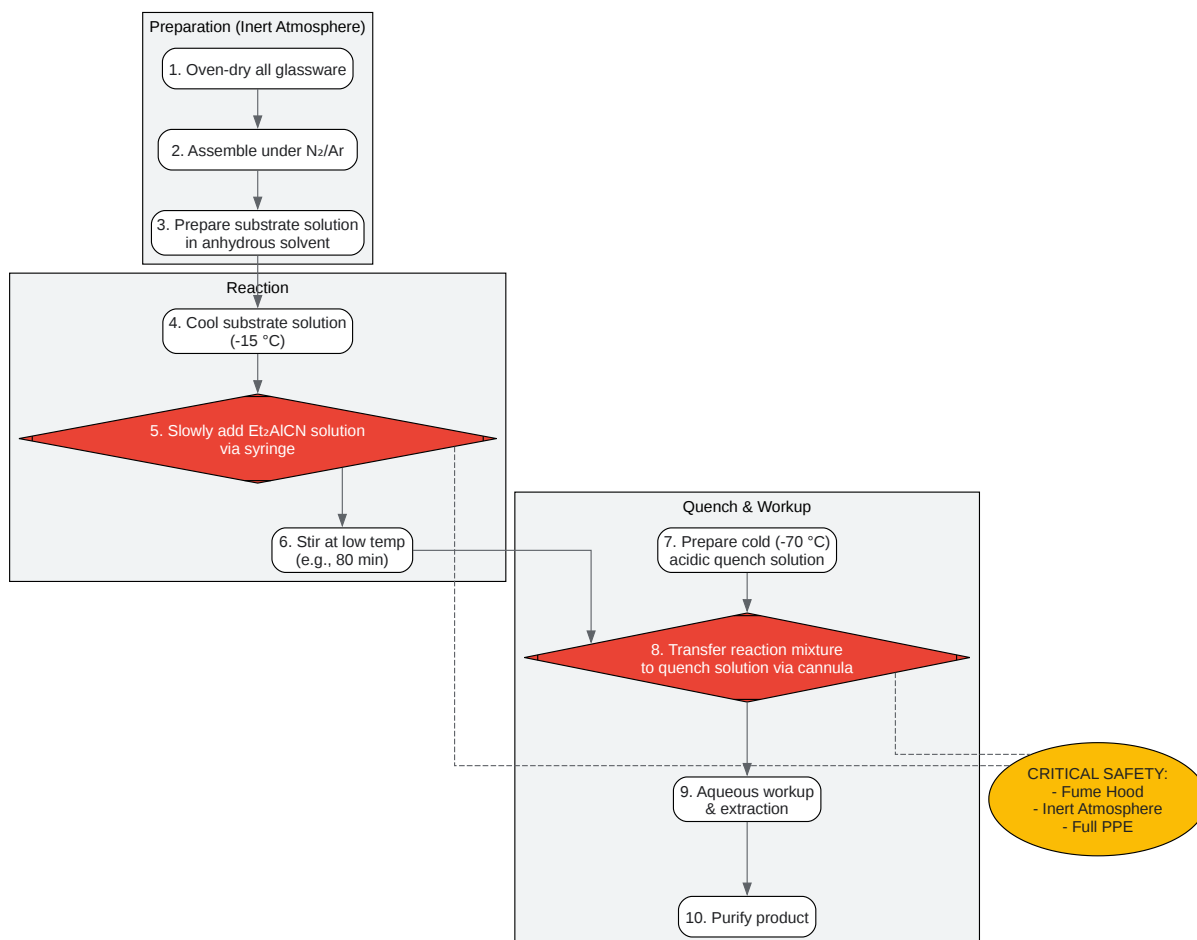 Preparation (Inert Atmosphere)
1. Oven-dry all glassware
2. Assemble under N₂/Ar
3. Prepare substrate solution
in anhydrous solvent
Reaction
4. Cool substrate solution
(-15 °C)
5. Slowly add Et₂AlCN solution
via syringe
6. Stir at low temp
(e.g., 80 min)
Quench & Workup
7. Prepare cold (-70 °C)
acidic quench solution
8. Transfer reaction mixture
to quench solution via cannula
9. Aqueous workup
& extraction
10. Purify product
CRITICAL SAFETY:
- Fume Hood
- Inert Atmosphere
- Full PPE